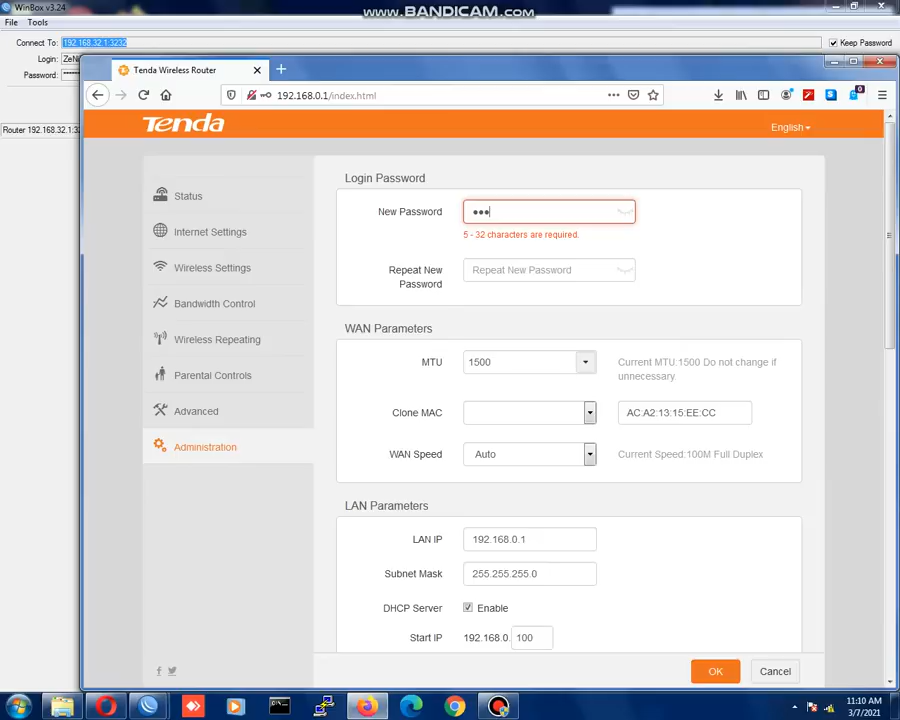 WinBox v3.24
WWW.BANDICAM.COM
File Tools
Connect To: 192.168.32.1:3232
Keep Password
Login:
Password:
Tenda Wireless Router
192.168.0.1/index.html
0
Tenda
English
Router 192.168.32.1:3
Login Password
Status
New Password
5 - 32 characters are required.
Internet Settings
Wireless Settings
Repeat New Password
Repeat New Password
Bandwidth Control
WAN Parameters
Wireless Repeating
MTU 1500 Current MTU:1500 Do not change if unnecessary.
Parental Controls
Advanced
Clone MAC AC:A2:13:15:EE:CC
Administration
WAN Speed Auto Current Speed:100M Full Duplex
LAN Parameters
LAN IP 192.168.0.1
Subnet Mask 255.255.255.0
DHCP Server Enable
Start IP 192.168.0. 100
OK Cancel
11:10 AM
3/7/2021